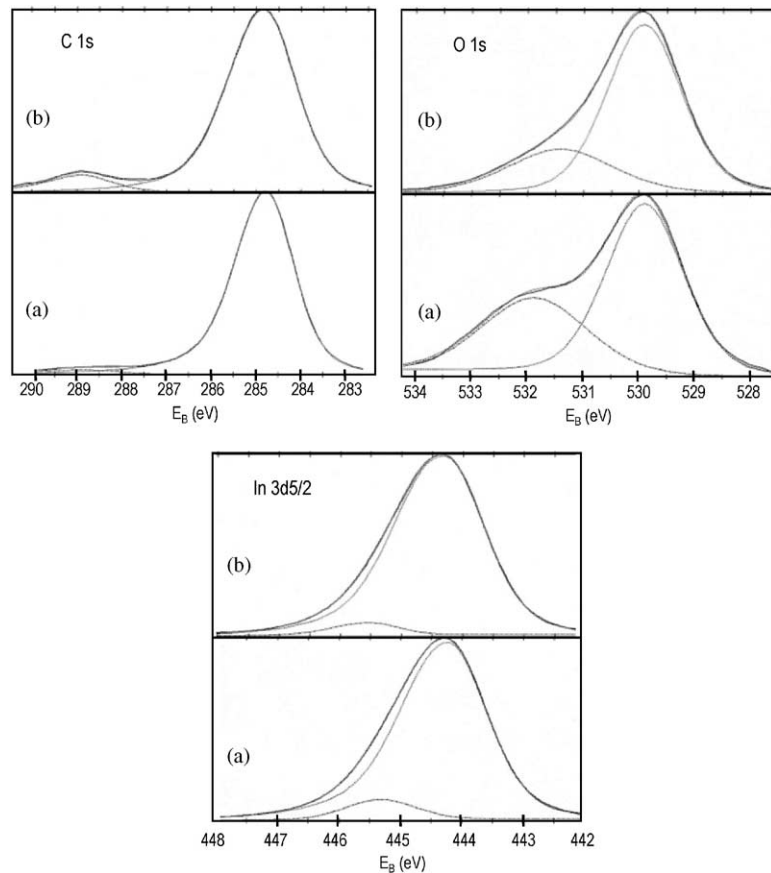 C 1s
(b)
(a)
290 289 288 287 286 285 284 283
E_B (eV)
O 1s
(b)
(a)
534 533 532 531 530 529 528
E_B (eV)
In 3d5/2
(b)
(a)
448 447 446 445 444 443 442
E_B (eV)